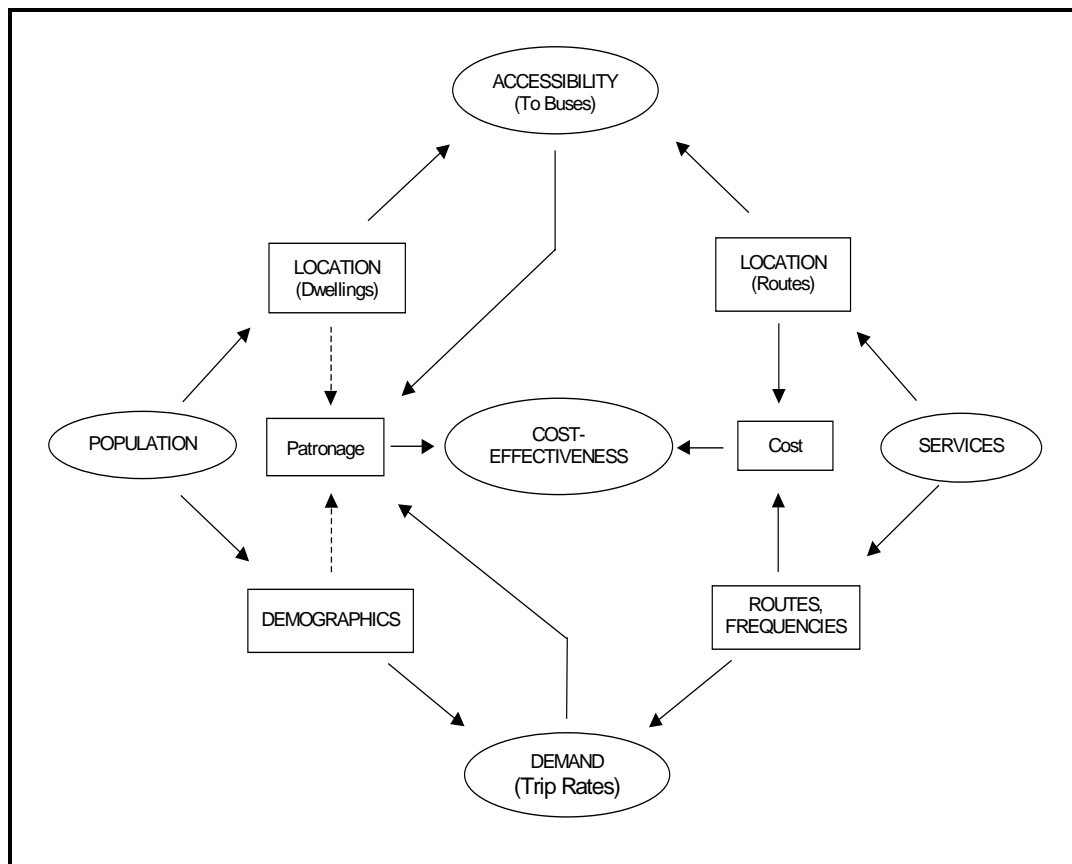 ACCESSIBILITY
(To Buses)
LOCATION
(Dwellings)
LOCATION
(Routes)
POPULATION
Patronage
COST-
EFFECTIVENESS
Cost
SERVICES
DEMOGRAPHICS
ROUTES,
FREQUENCIES
DEMAND
(Trip Rates)